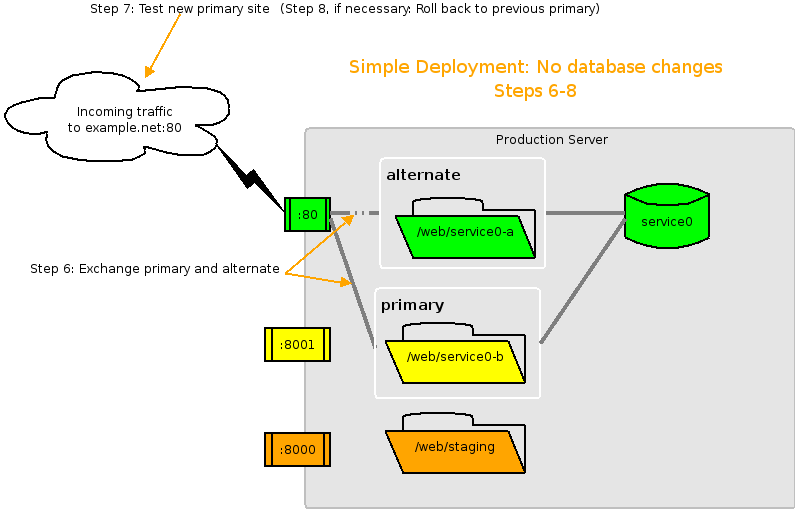 Step 7: Test new primary site (Step 8, if necessary: Roll back to previous primary)
Simple Deployment: No database changes
Steps 6-8
Incoming traffic
to example.net:80
Production Server
alternate
/web/service0-a
:80
service0
Step 6: Exchange primary and alternate
primary
/web/service0-b
:8001
/web/staging
:8000